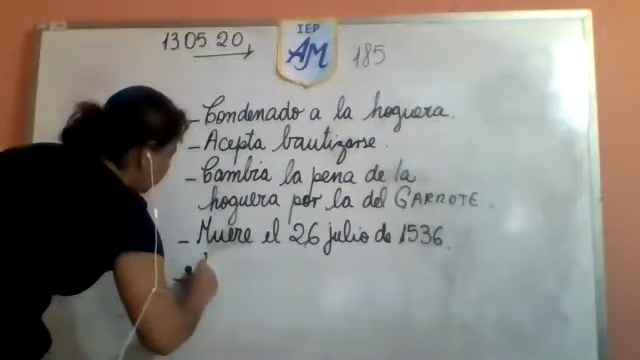 13 05 20
IEP
AM
185
- Condenado a la hoguera.
- Acepta bautizarse.
- Cambia la pena de la
hoguera por la del GARROTE.
- Muere el 26 julio de 1536.